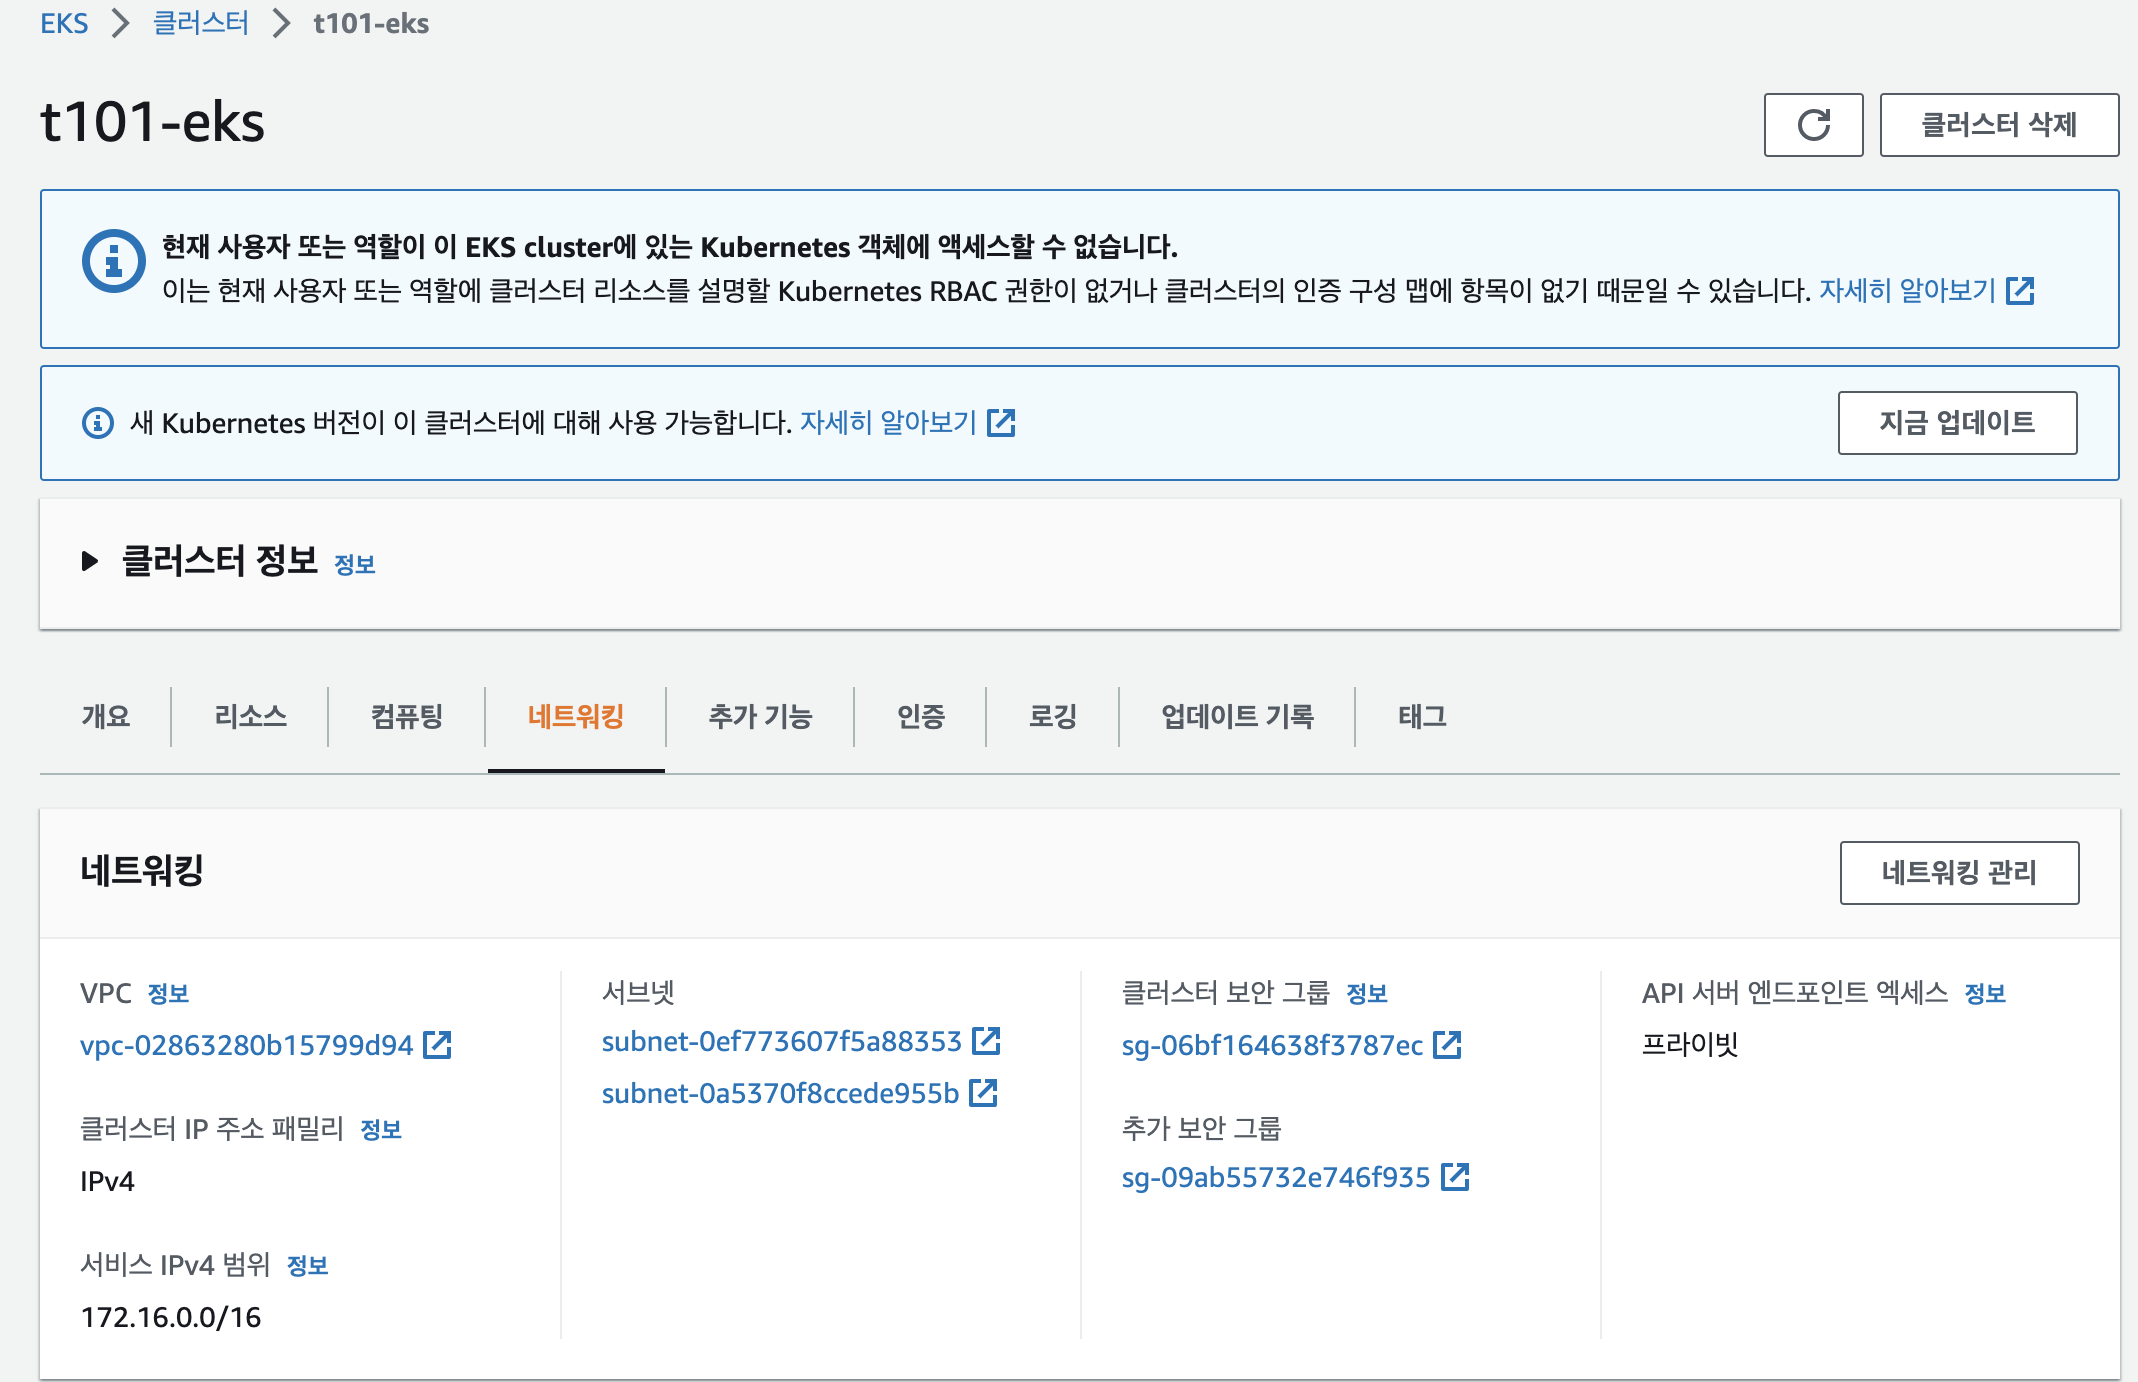 EKS > 클러스터 > t101-eks
t101-eks
클러스터 삭제
현재 사용자 또는 역할이 이 EKS cluster에 있는 Kubernetes 객체에 액세스할 수 없습니다.
이는 현재 사용자 또는 역할에 클러스터 리소스를 설명할 Kubernetes RBAC 권한이 없거나 클러스터의 인증 구성 맵에 항목이 없기 때문일 수 있습니다. 자세히 알아보기
새 Kubernetes 버전이 이 클러스터에 대해 사용 가능합니다. 자세히 알아보기
지금 업데이트
클러스터 정보 정보
개요 리소스 컴퓨팅 네트워킹 추가 기능 인증 로깅 업데이트 기록 태그
네트워킹
네트워킹 관리
VPC 정보
vpc-02863280b15799d94
클러스터 IP 주소 패밀리 정보
IPv4
서비스 IPv4 범위 정보
172.16.0.0/16
서브넷
subnet-0ef773607f5a88353
subnet-0a5370f8ccede955b
클러스터 보안 그룹 정보
sg-06bf164638f3787ec
추가 보안 그룹
sg-09ab55732e746f935
API 서버 엔드포인트 엑세스 정보
프라이빗